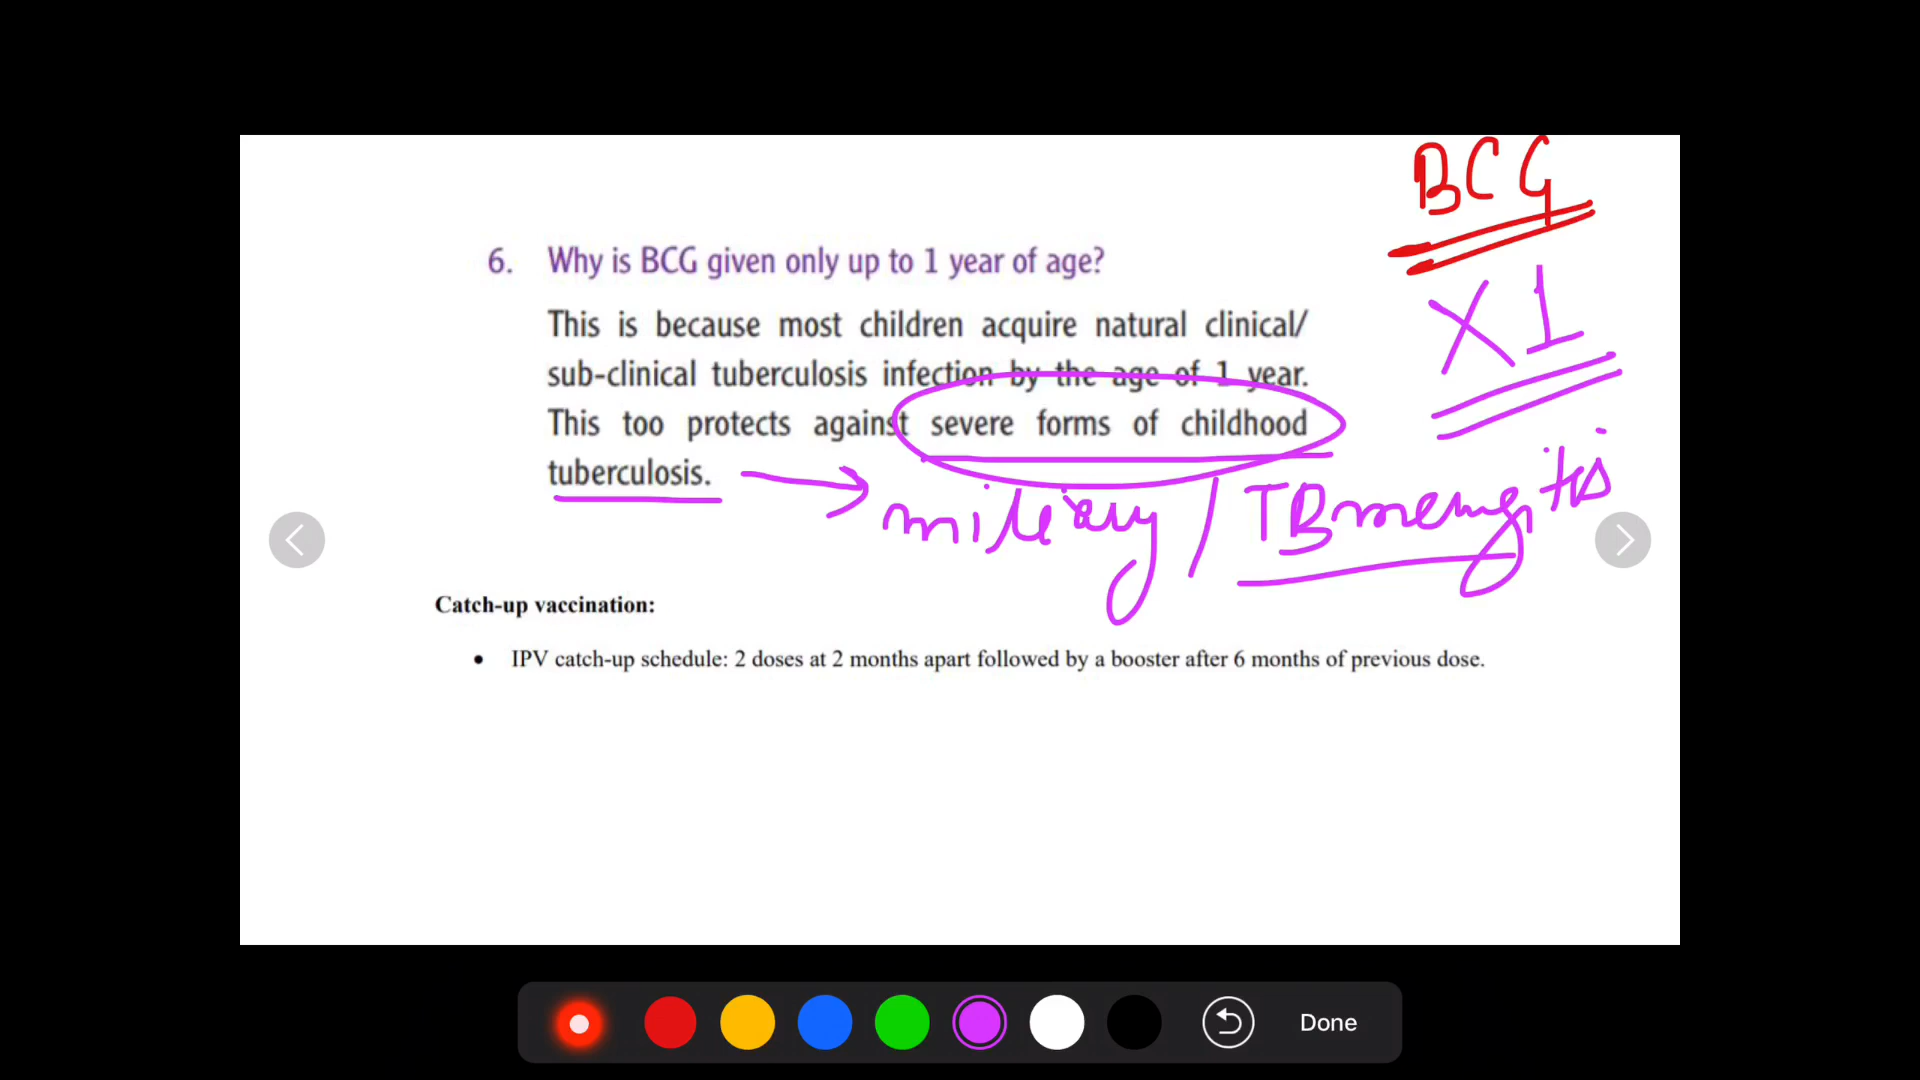 BCG
6. Why is BCG given only up to 1 year of age?
X1
This is because most children acquire natural clinical/
sub-clinical tuberculosis infection by the age of 1 year.
This too protects against severe forms of childhood
tuberculosis.
/ TB
Catch-up vaccination:
• IPV catch-up schedule: 2 doses at 2 months apart followed by a booster after 6 months of previous dose.
Done